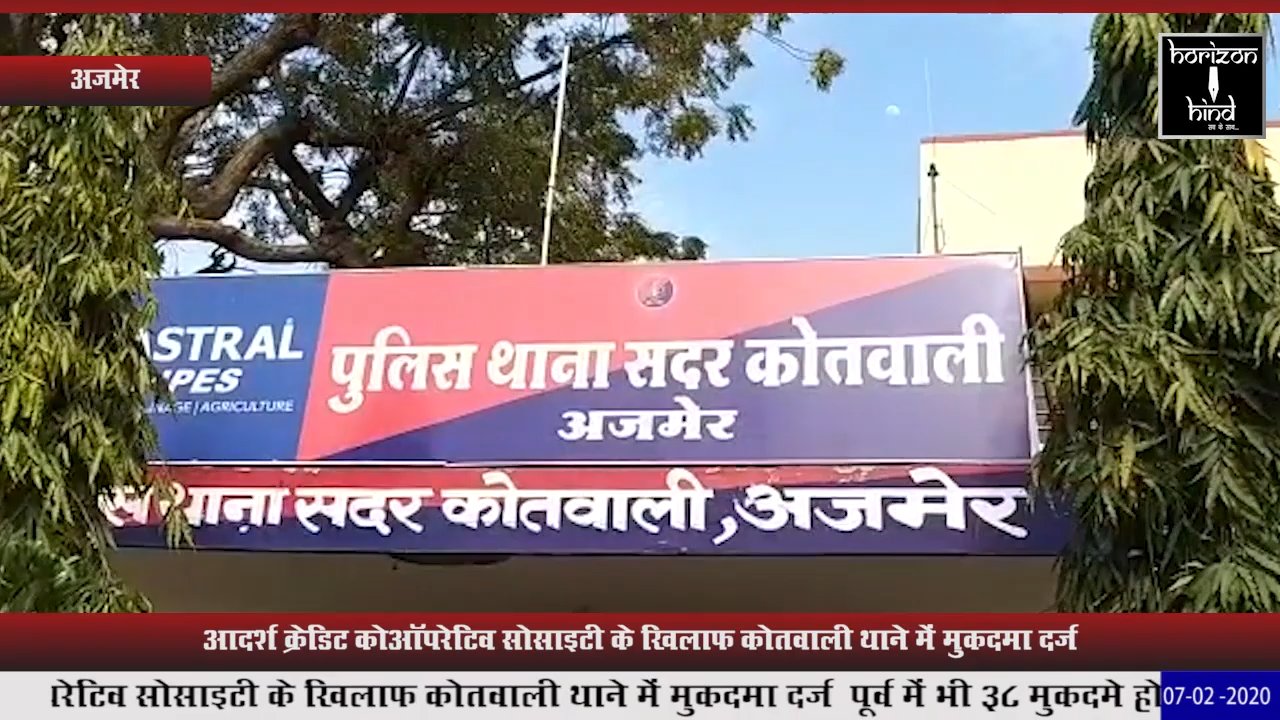 अजमेर
horizon
hind
सच के साथ...
ASTRAL
PIPES
| AGRICULTURE
पुलिस थाना सदर कोतवाली
अजमेर
थाना सदर कोतवाली, अजमेर
आदर्श क्रेडिट कोऑपरेटिव सोसाइटी के खिलाफ कोतवाली थाने में मुकदमा दर्ज
रेटिव सोसाइटी के खिलाफ कोतवाली थाने में मुकदमा दर्ज पूर्व में भी ३८ मुकदमे हो
07-02 -2020